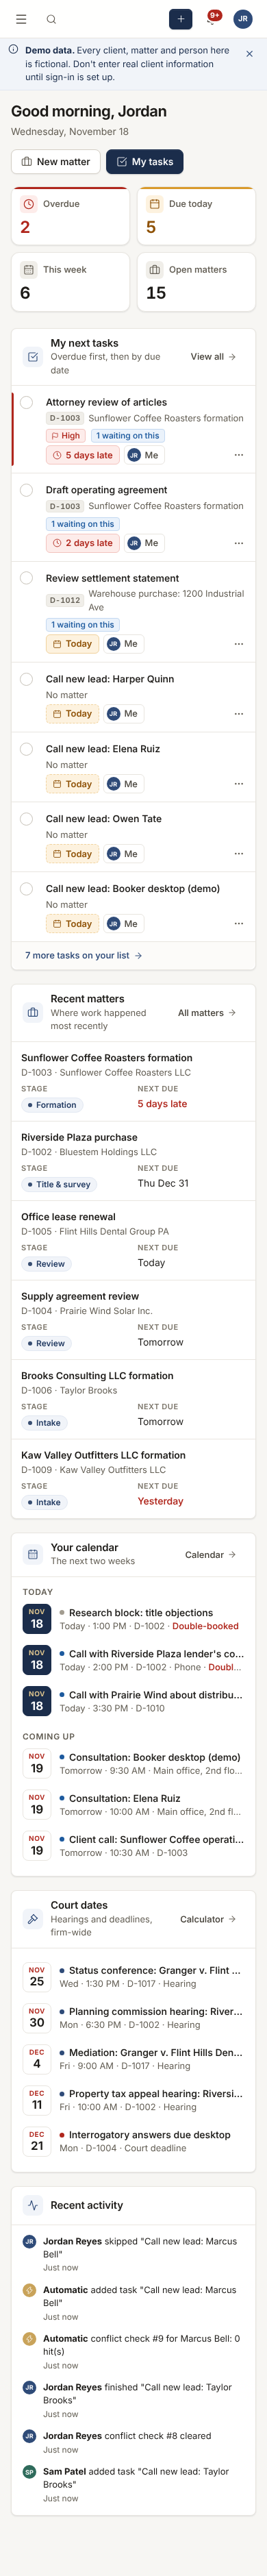 9+
JR
Demo data. Every client, matter and person here
is fictional. Don't enter real client information
until sign-in is set up.
Good morning, Jordan
Wednesday, November 18
New matter
My tasks
Overdue
2
Due today
5
This week
6
Open matters
15
My next tasks
Overdue first, then by due
date
View all
Attorney review of articles
D-1003 Sunflower Coffee Roasters formation
High 1 waiting on this
5 days late JR Me
Draft operating agreement
D-1003 Sunflower Coffee Roasters formation
1 waiting on this
2 days late JR Me
Review settlement statement
D-1012 Warehouse purchase: 1200 Industrial
Ave
1 waiting on this
Today JR Me
Call new lead: Harper Quinn
No matter
Today JR Me
Call new lead: Elena Ruiz
No matter
Today JR Me
Call new lead: Owen Tate
No matter
Today JR Me
Call new lead: Booker desktop (demo)
No matter
Today JR Me
7 more tasks on your list
Recent matters
Where work happened
most recently
All matters
Sunflower Coffee Roasters formation
D-1003 · Sunflower Coffee Roasters LLC
STAGE NEXT DUE
Formation 5 days late
Riverside Plaza purchase
D-1002 · Bluestem Holdings LLC
STAGE NEXT DUE
Title & survey Thu Dec 31
Office lease renewal
D-1005 · Flint Hills Dental Group PA
STAGE NEXT DUE
Review Today
Supply agreement review
D-1004 · Prairie Wind Solar Inc.
STAGE NEXT DUE
Review Tomorrow
Brooks Consulting LLC formation
D-1006 · Taylor Brooks
STAGE NEXT DUE
Intake Tomorrow
Kaw Valley Outfitters LLC formation
D-1009 · Kaw Valley Outfitters LLC
STAGE NEXT DUE
Intake Yesterday
Your calendar
The next two weeks
Calendar
TODAY
NOV
18
Research block: title objections
Today · 1:00 PM · D-1002 · Double-booked
NOV
18
Call with Riverside Plaza lender's co...
Today · 2:00 PM · D-1002 · Phone · Doubl...
NOV
18
Call with Prairie Wind about distribu...
Today · 3:30 PM · D-1010
COMING UP
NOV
19
Consultation: Booker desktop (demo)
Tomorrow · 9:30 AM · Main office, 2nd flo...
NOV
19
Consultation: Elena Ruiz
Tomorrow · 10:00 AM · Main office, 2nd fl...
NOV
19
Client call: Sunflower Coffee operati...
Tomorrow · 10:30 AM · D-1003
Court dates
Hearings and deadlines,
firm-wide
Calculator
NOV
25
Status conference: Granger v. Flint ...
Wed · 1:30 PM · D-1017 · Hearing
NOV
30
Planning commission hearing: River...
Mon · 6:30 PM · D-1002 · Hearing
DEC
4
Mediation: Granger v. Flint Hills Den...
Fri · 9:00 AM · D-1017 · Hearing
DEC
11
Property tax appeal hearing: Riversi...
Fri · 10:00 AM · D-1002 · Hearing
DEC
21
Interrogatory answers due desktop
Mon · D-1004 · Court deadline
Recent activity
JR Jordan Reyes skipped "Call new lead: Marcus
Bell"
Just now
Automatic added task "Call new lead: Marcus
Bell"
Just now
Automatic conflict check #9 for Marcus Bell: 0
hit(s)
Just now
JR Jordan Reyes finished "Call new lead: Taylor
Brooks"
Just now
JR Jordan Reyes conflict check #8 cleared
Just now
SP Sam Patel added task "Call new lead: Taylor
Brooks"
Just now